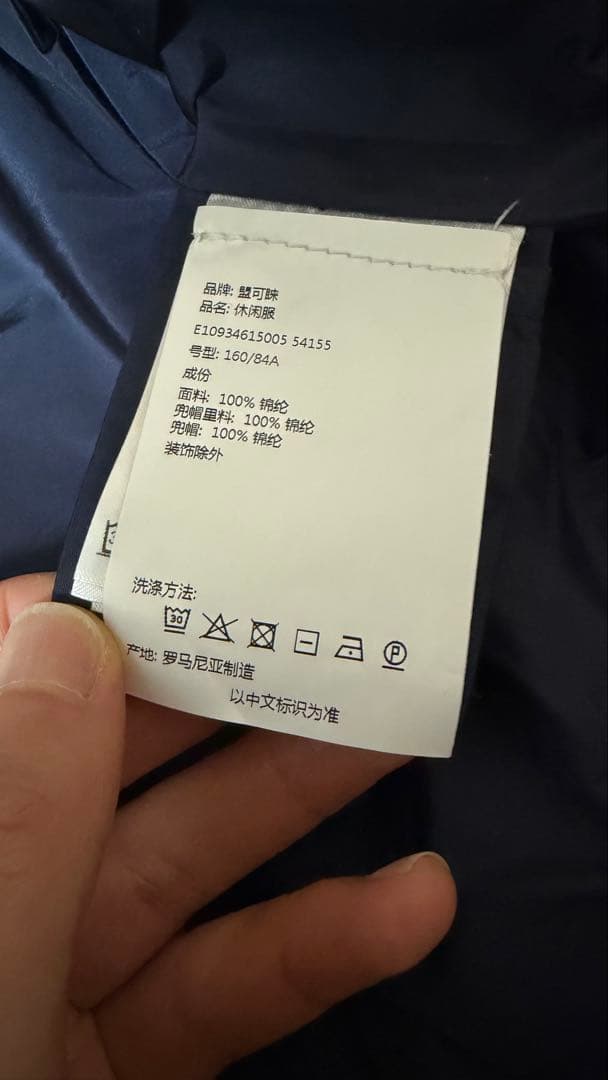 品牌: 盟可睐
品名: 休闲服
E10934615005 54155
号型: 160/84A
成份
面料: 100% 锦纶
兜帽里料: 100% 锦纶
兜帽: 100% 锦纶
装饰除外
洗涤方法:
30
P
产地: 罗马尼亚制造
以中文标识为准